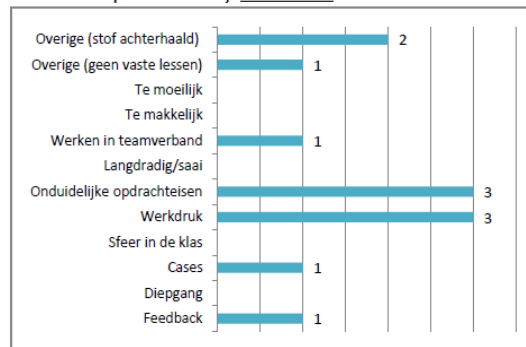 Overige (stof achterhaald) 2
Overige (geen vaste lessen) 1
Te moeilijk
Te makkelijk
Werken in teamverband 1
Langdradig/saai
Onduidelijke opdrachteisen 3
Werkdruk 3
Sfeer in de klas
Cases 1
Diepgang
Feedback 1